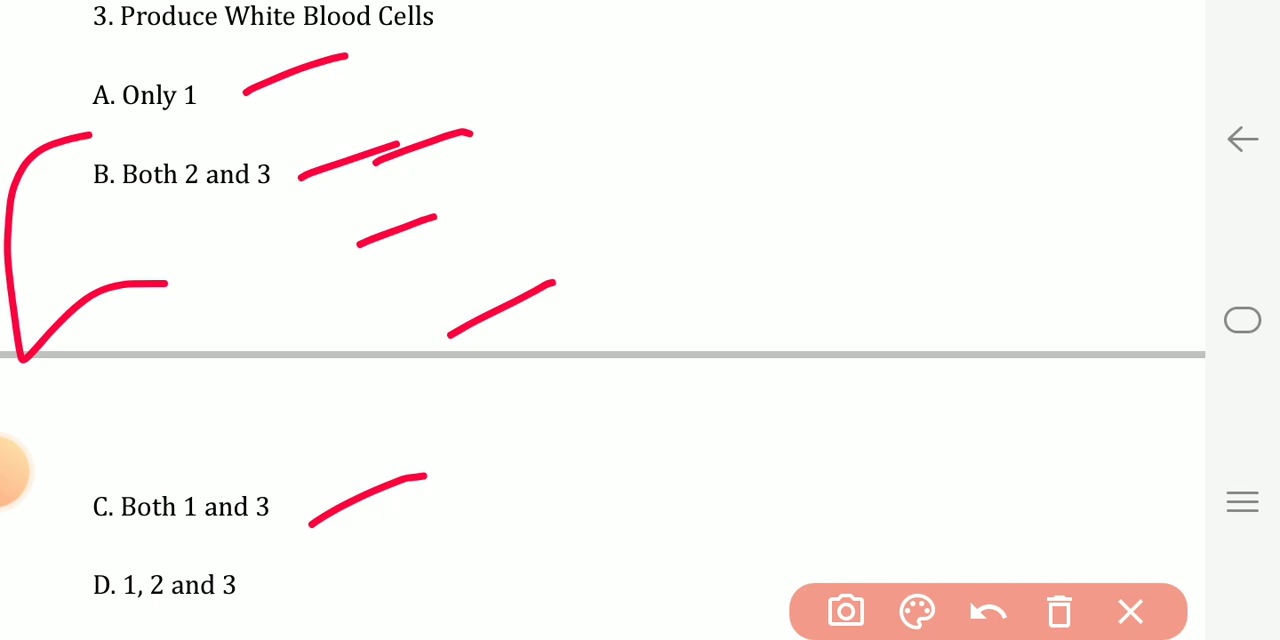 3. Produce White Blood Cells
A. Only 1
B. Both 2 and 3
C. Both 1 and 3
D. 1, 2 and 3